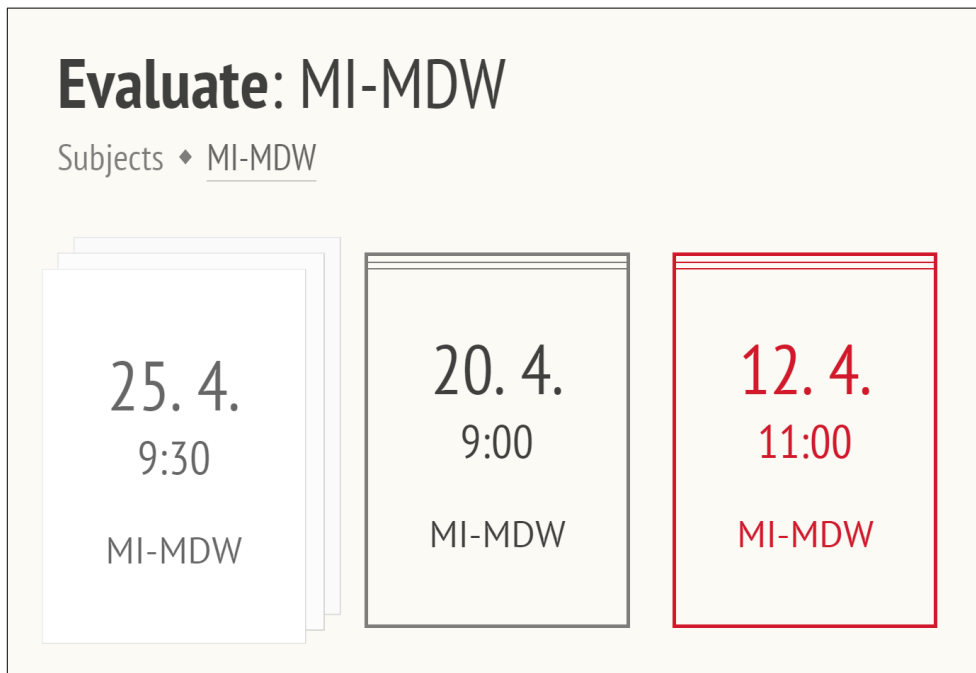 Evaluate: MI-MDW
Subjects ◆ MI-MDW
25. 4.
9:30
MI-MDW
20. 4.
9:00
MI-MDW
12. 4.
11:00
MI-MDW